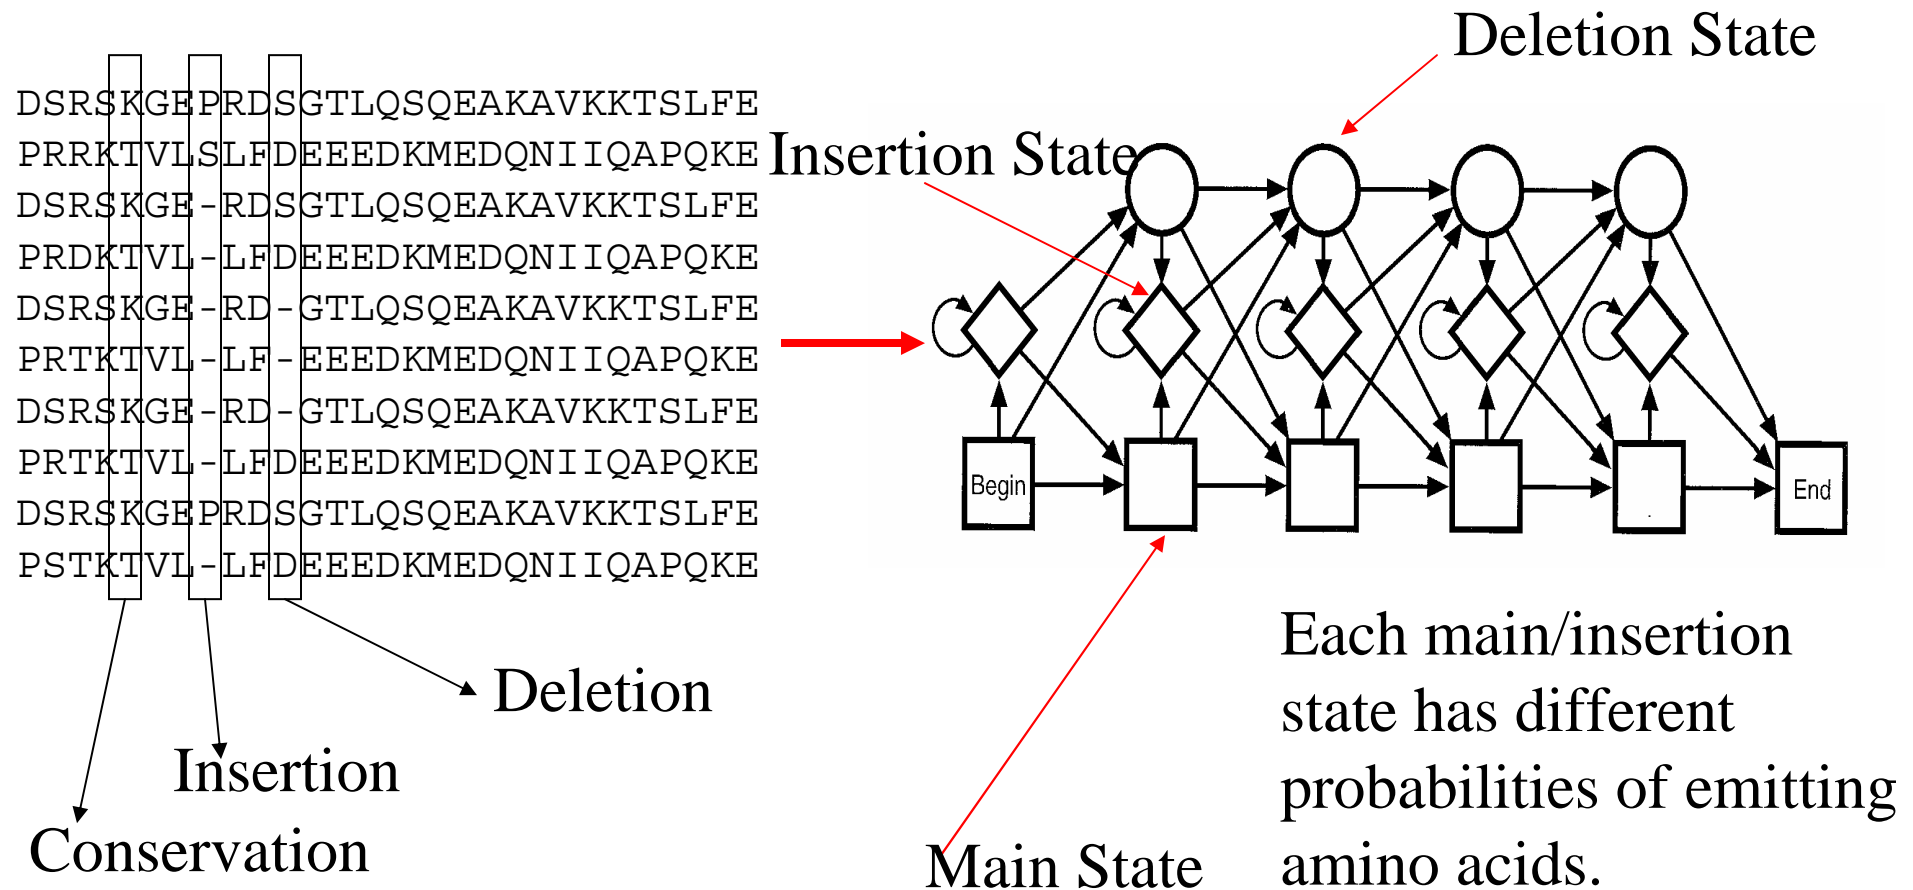 DSRSKGEPRDSGTLQSQEAKAVKKTSLFE
PRRKTVLSLFDEEEDKMEDQNIIQAPQKE
DSRSKGE-RDSGTLQSQEAKAVKKTSLFE
PRDKTVL-LFDEEEDKMEDQNIIQAPQKE
DSRSKGE-RD-GTLQSQEAKAVKKTSLFE
PRTKTVL-LF-EEEDKMEDQNIIQAPQKE
DSRSKGE-RD-GTLQSQEAKAVKKTSLFE
PRTKTVL-LFDEEEDKMEDQNIIQAPQKE
DSRSKGEPRDSGTLQSQEAKAVKKTSLFE
PSTKTVL-LFDEEEDKMEDQNIIQAPQKE
Deletion
Insertion
Conservation
Deletion State
Insertion State
Begin
End
Main State
Each main/insertion
state has different
probabilities of emitting
amino acids.